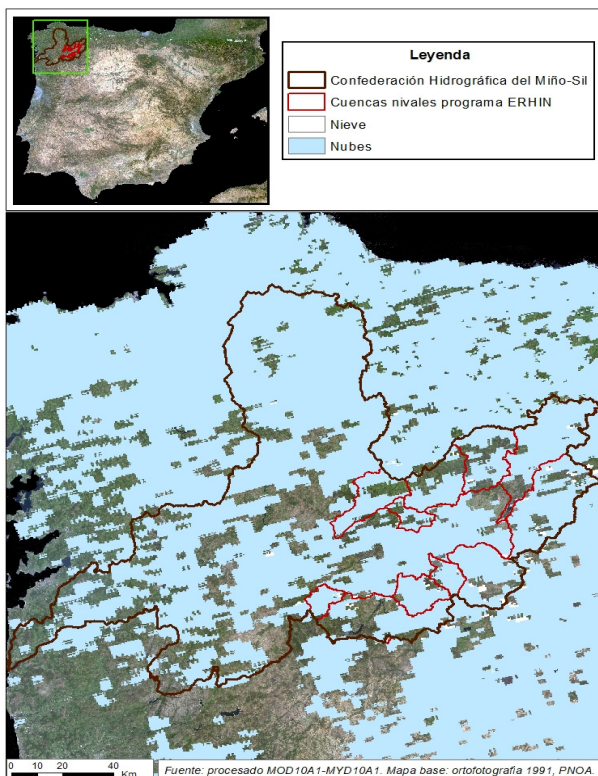 Leyenda
Confederación Hidrográfica del Miño-Sil
Cuencas nivales programa ERHIN
Nieve
Nubes
0 10 20 40
Km
Fuente: procesado MOD10A1-MYD10A1. Mapa base: ortofotografía 1991, PNOA.